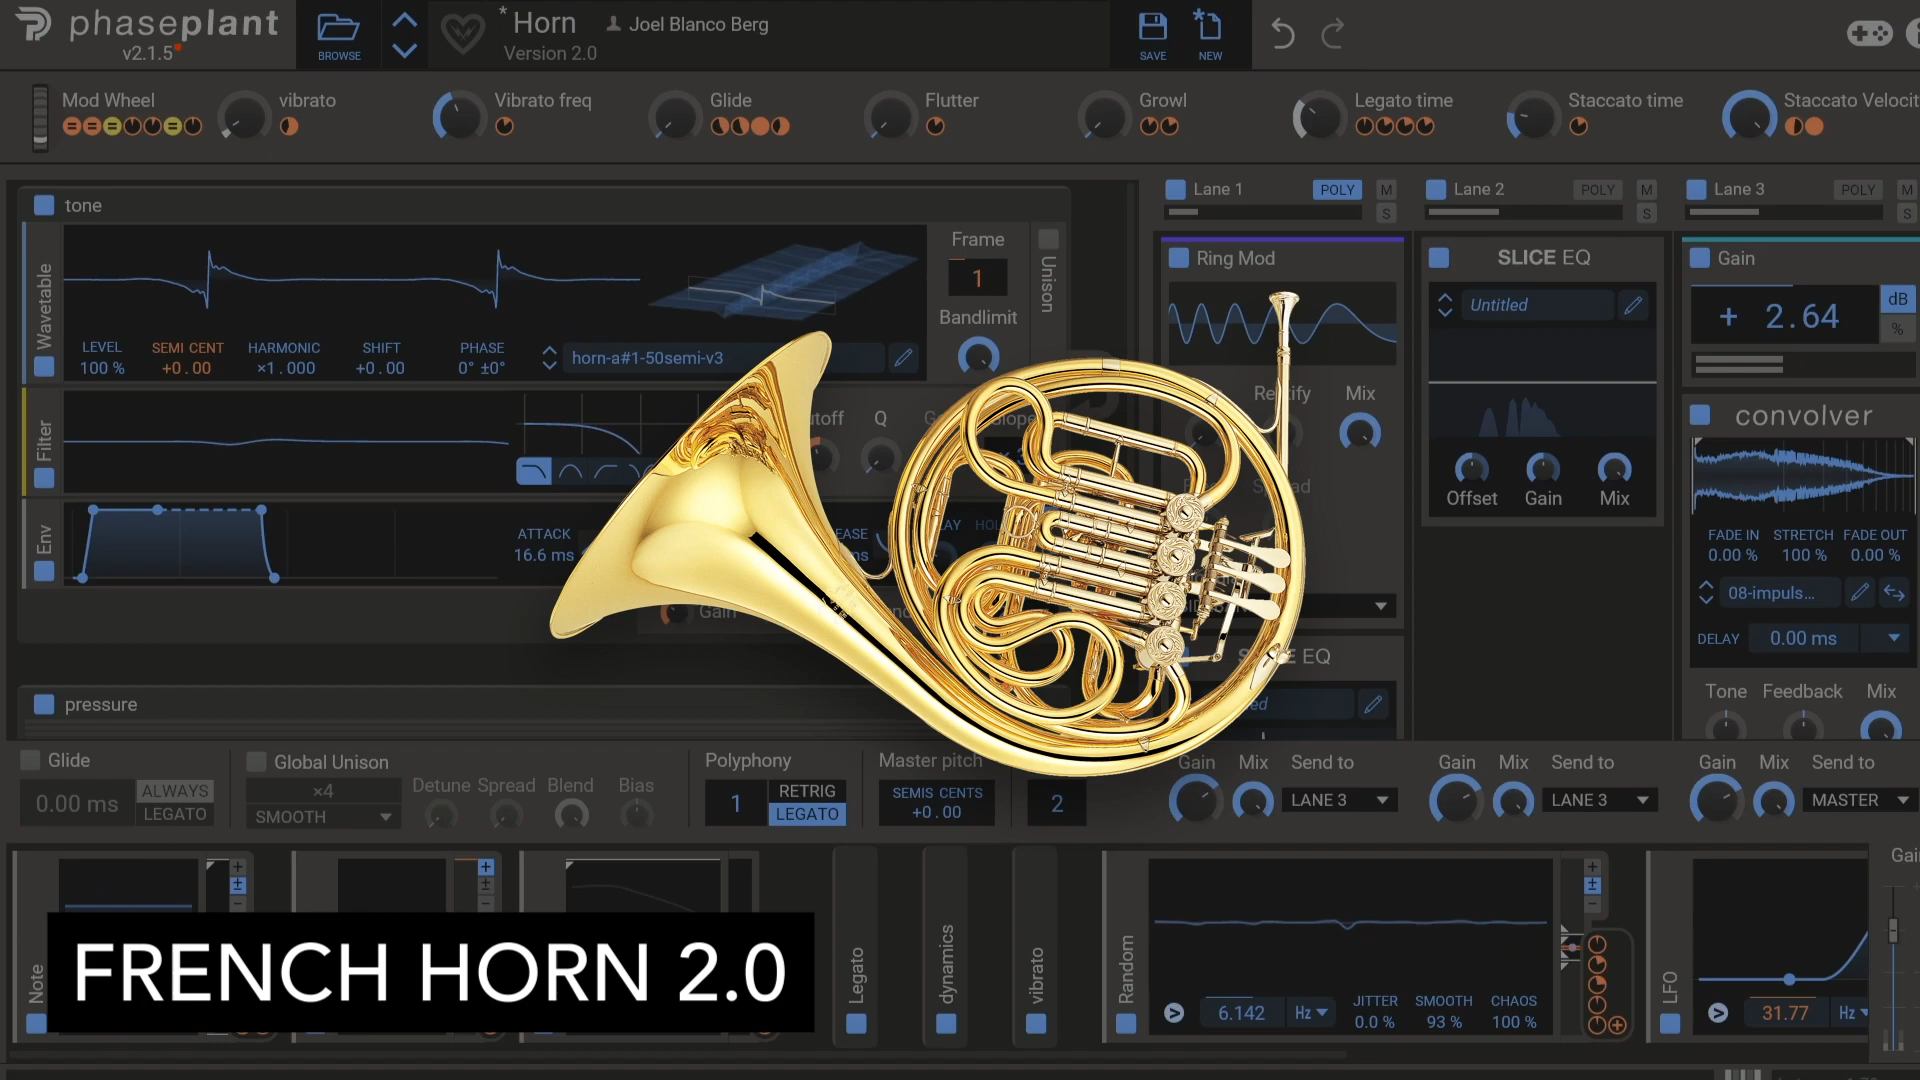 phaseplant
v2.1.5
BROWSE
* Horn
Joel Blanco Berg
Version 2.0
SAVE
NEW
Mod Wheel
vibrato
Vibrato freq
Glide
Flutter
Growl
Legato time
Staccato time
Staccato Velocit
tone
Wavetable
LEVEL
100 %
SEMI CENT
+0.00
HARMONIC
×1.000
SHIFT
+0.00
PHASE
0° ±0°
horn-a#1-50semi-v3
Frame
1
Bandlimit
Unison
Filter
Q
Env
ATTACK
16.6 ms
Gain
pressure
Lane 1
POLY
M
S
Lane 2
POLY
M
S
Lane 3
POLY
M
S
Ring Mod
Mix
SLICE EQ
Untitled
Offset
Gain
Mix
Gain
+ 2.64
dB
%
convolver
FADE IN
0.00 %
STRETCH
100 %
FADE OUT
0.00 %
08-impuls...
DELAY
0.00 ms
Tone
Feedback
Mix
EQ
Glide
0.00 ms
ALWAYS
LEGATO
Global Unison
×4
SMOOTH
Detune
Spread
Blend
Bias
Polyphony
1
RETRIG
LEGATO
Master pitch
SEMIS CENTS
+0.00
2
Gain
Mix
Send to
LANE 3
Gain
Mix
Send to
LANE 3
Gain
Mix
Send to
MASTER
Note
FRENCH HORN 2.0
Legato
dynamics
vibrato
Random
6.142
Hz
JITTER
0.0 %
SMOOTH
93 %
CHAOS
100 %
LFO
31.77
Hz
Gai